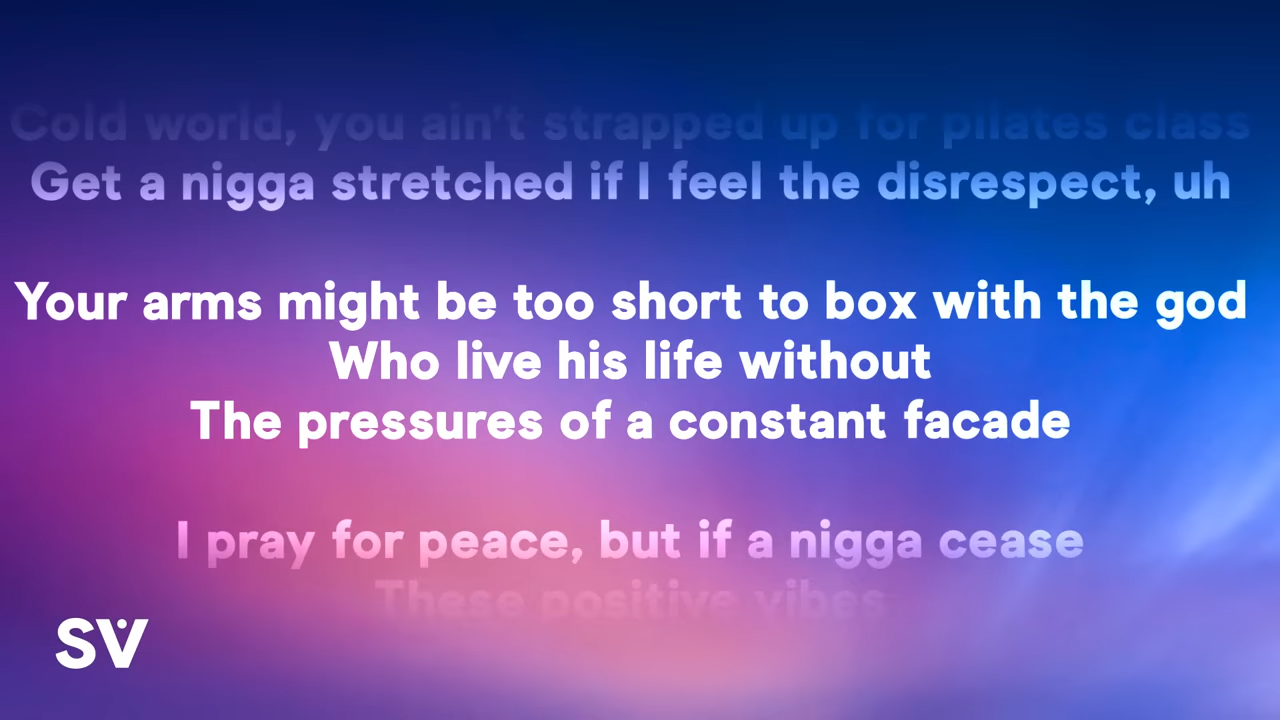 Cold world, you ain't strapped up for pilates class
Get a nigga stretched if I feel the disrespect, uh
Your arms might be too short to box with the god
Who live his life without
The pressures of a constant facade
I pray for peace, but if a nigga cease
These positive vibes
SV